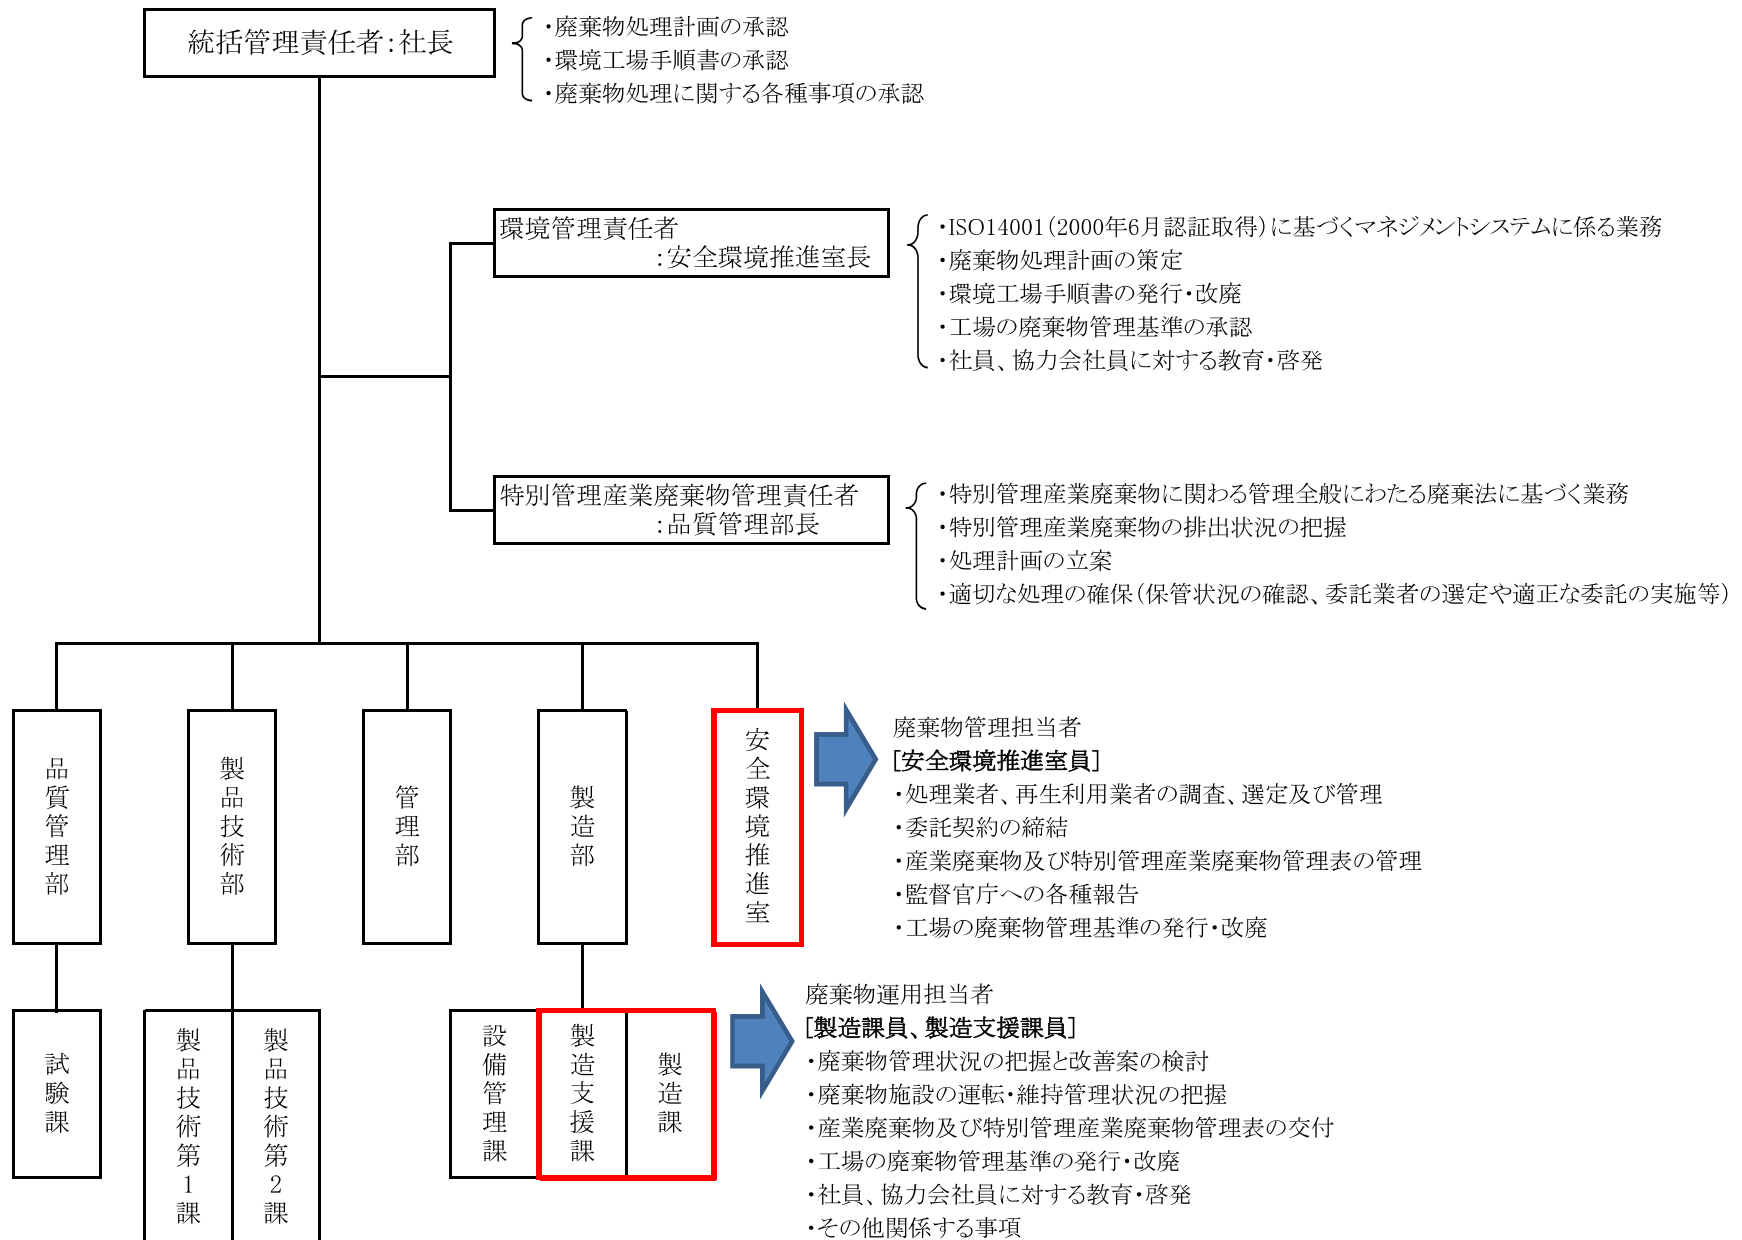 統括管理責任者：社長
・廃棄物処理計画の承認
・環境工場手順書の承認
・廃棄物処理に関する各種事項の承認
環境管理責任者
：安全環境推進室長
・ISO14001（2000年6月認証取得）に基づくマネジメントシステムに係る業務
・廃棄物処理計画の策定
・環境工場手順書の発行・改廃
・工場の廃棄物管理基準の承認
・社員、協力会社員に対する教育・啓発
特別管理産業廃棄物管理責任者
：品質管理部長
・特別管理産業廃棄物に関わる管理全般にわたる廃棄法に基づく業務
・特別管理産業廃棄物の排出状況の把握
・処理計画の立案
・適切な処理の確保（保管状況の確認、委託業者の選定や適正な委託の実施等）
品質管理部
製品技術部
管理部
製造部
安全環境推進室
廃棄物管理担当者
[安全環境推進室員]
・処理業者、再生利用業者の調査、選定及び管理
・委託契約の締結
・産業廃棄物及び特別管理産業廃棄物管理表の管理
・監督官庁への各種報告
・工場の廃棄物管理基準の発行・改廃
試験課
製品技術第1課
製品技術第2課
設備管理課
製造支援課
製造課
廃棄物運用担当者
[製造課員、製造支援課員]
・廃棄物管理状況の把握と改善案の検討
・廃棄物施設の運転・維持管理状況の把握
・産業廃棄物及び特別管理産業廃棄物管理表の交付
・工場の廃棄物管理基準の発行・改廃
・社員、協力会社員に対する教育・啓発
・その他関係する事項